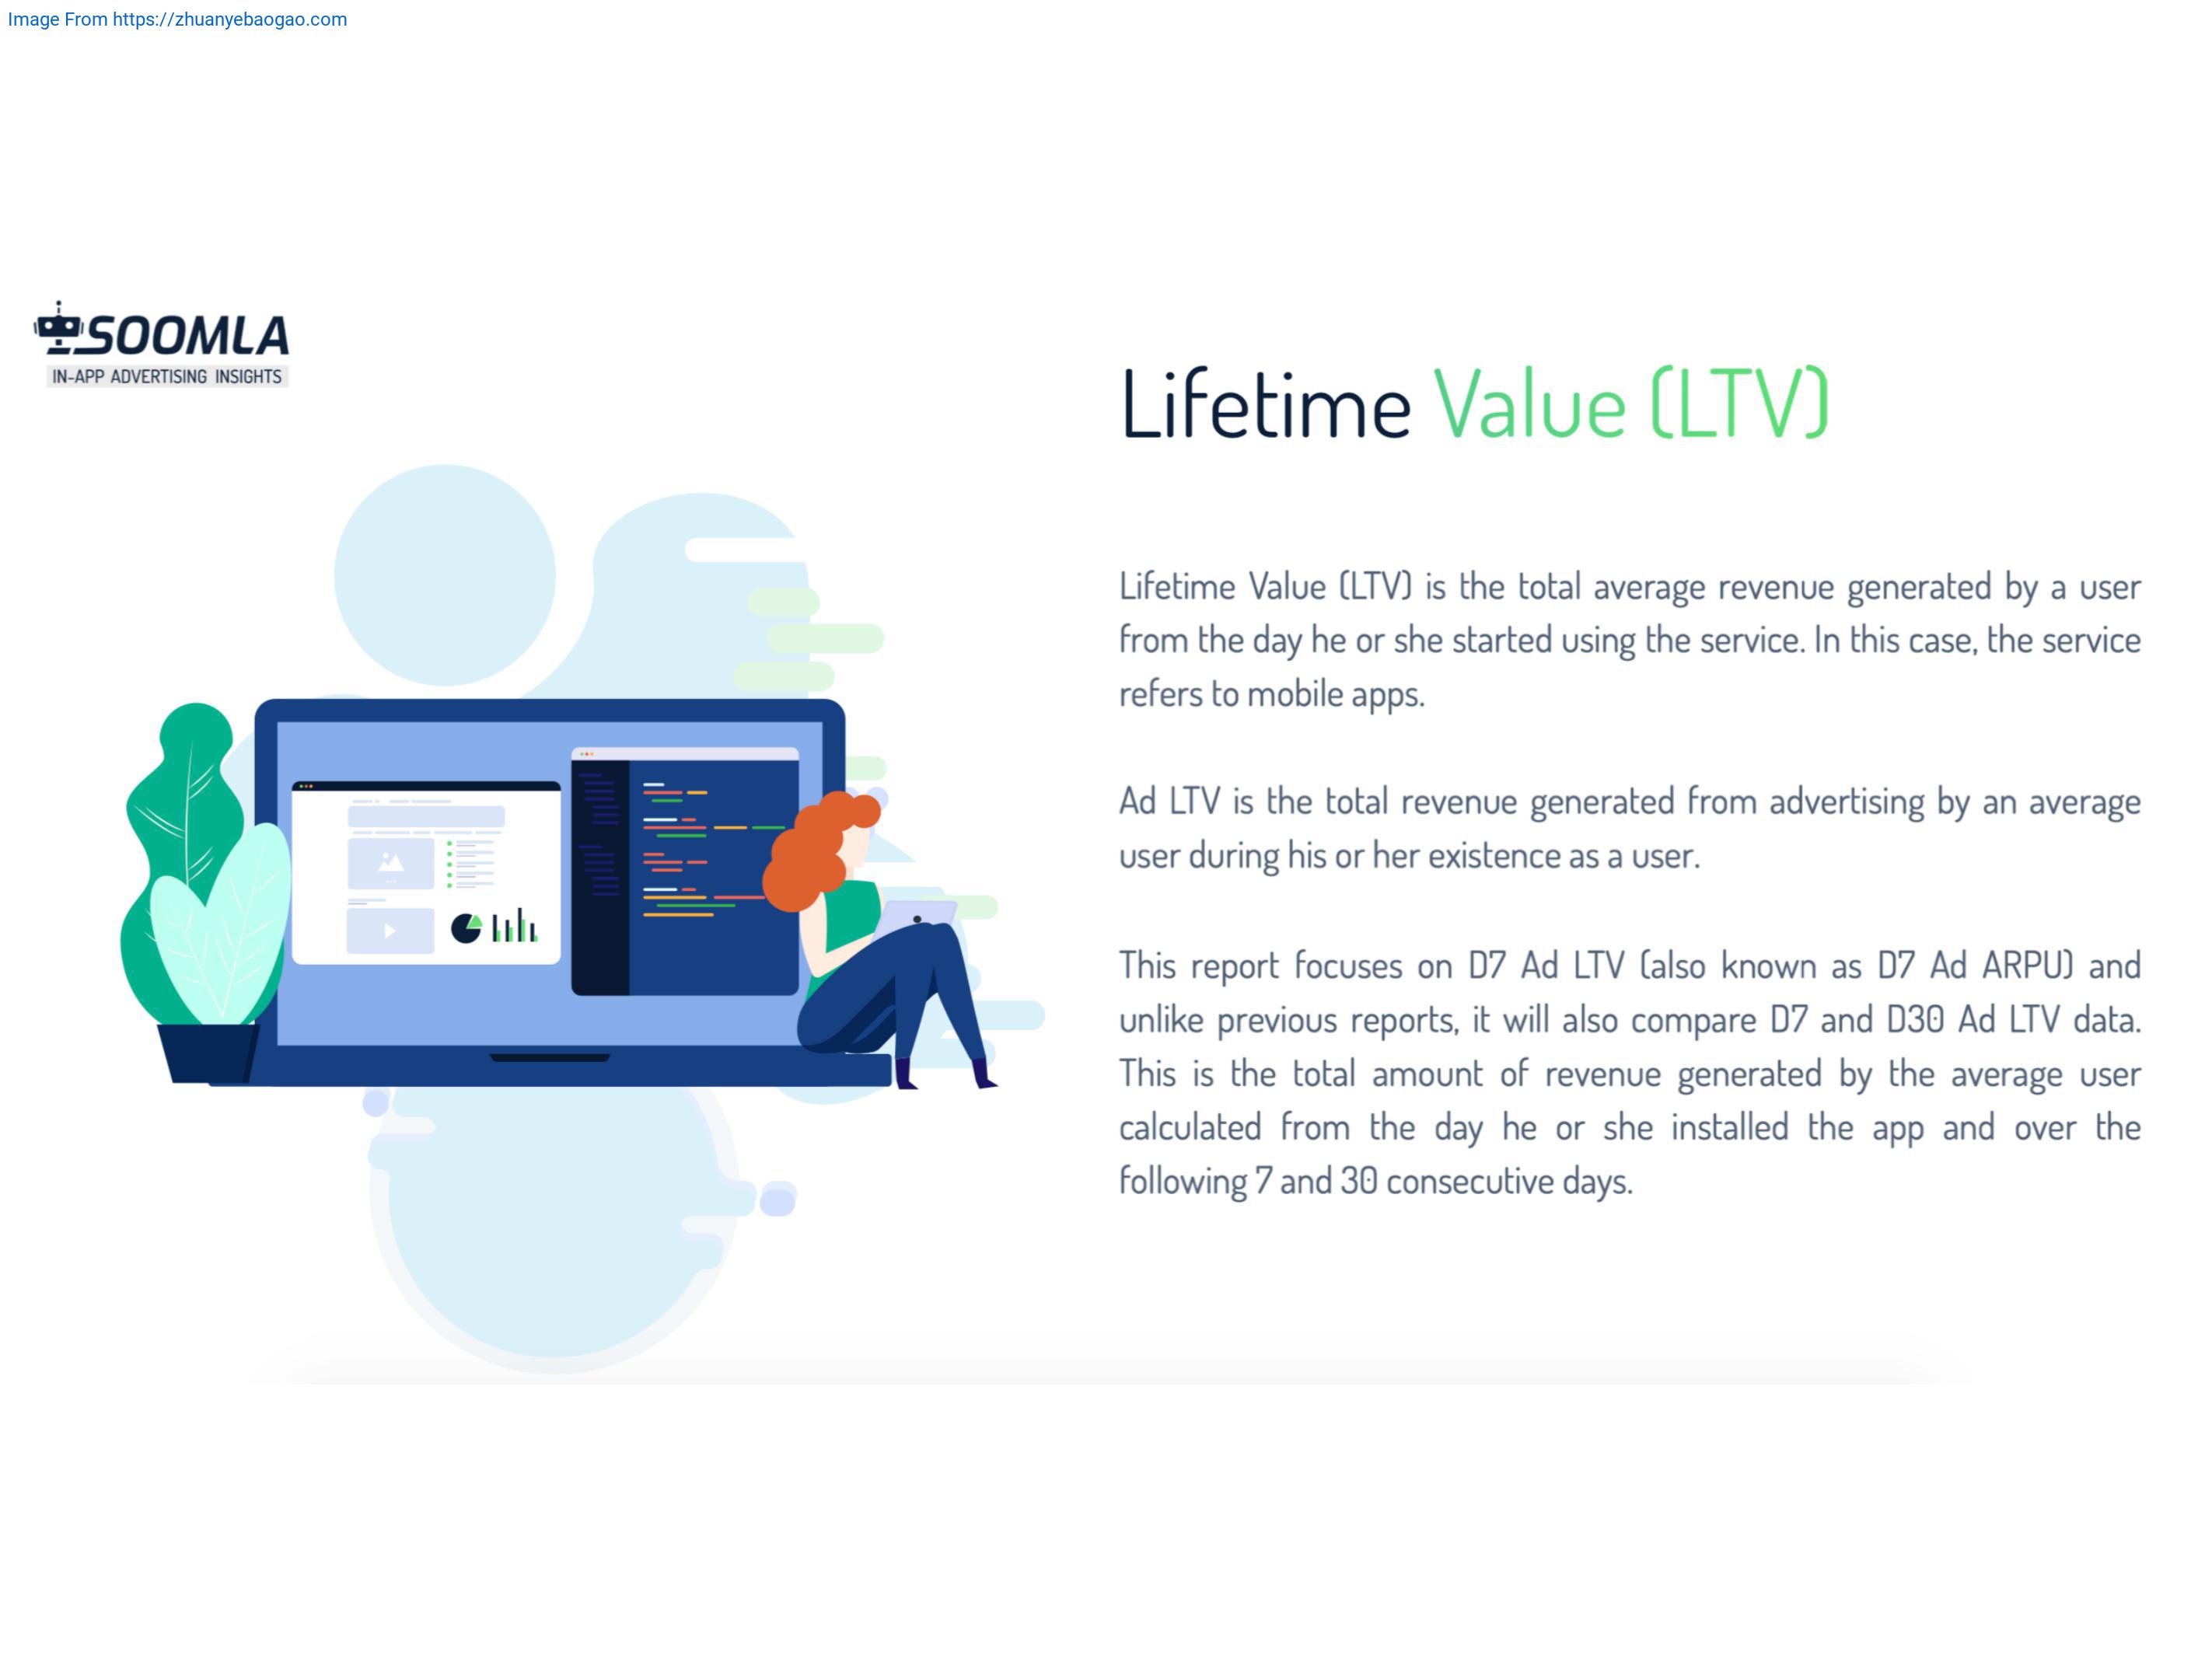 Image From https://zhuanyebaogao.com
SOOMLA
IN-APP ADVERTISING INSIGHTS
Lifetime Value (LTV)
Lifetime Value (LTV) is the total average revenue generated by a user
from the day he or she started using the service. In this case, the service
refers to mobile apps.
Ad LTV is the total revenue generated from advertising by an average
user during his or her existence as a user.
This report focuses on D7 Ad LTV (also known as D7 Ad ARPU) and
unlike previous reports, it will also compare D7 and D30 Ad LTV data.
This is the total amount of revenue generated by the average user
calculated from the day he or she installed the app and over the
following 7 and 30 consecutive days.